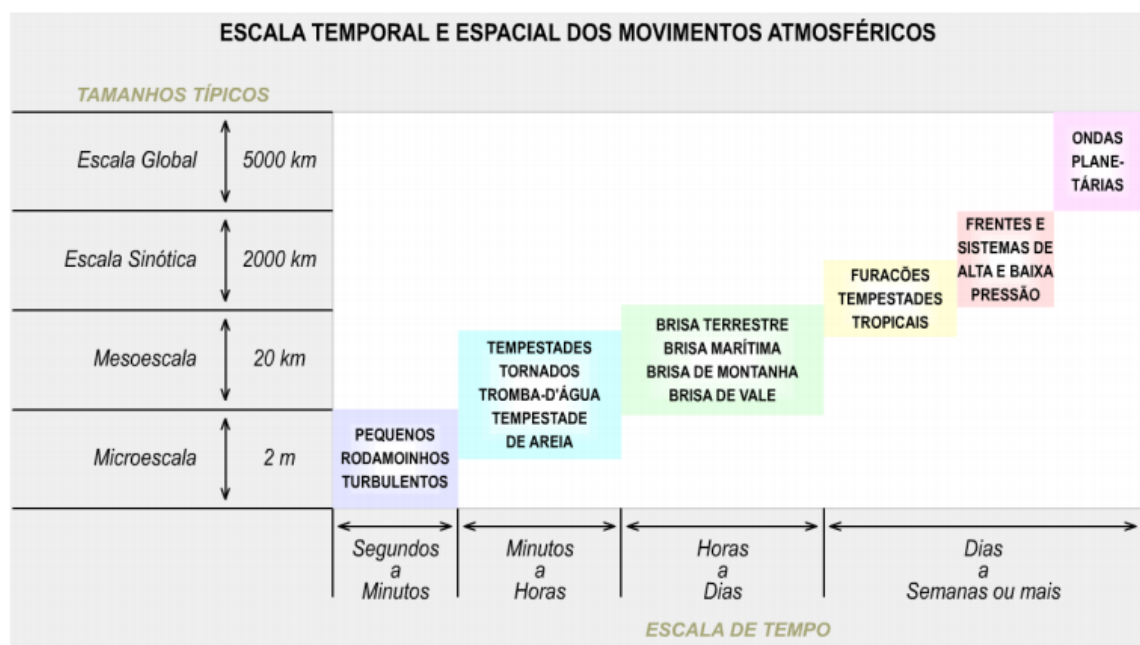 ESCALA TEMPORAL E ESPACIAL DOS MOVIMENTOS ATMOSFÉRICOS
TAMANHOS TÍPICOS
Escala Global
5000 km
Escala Sinótica
2000 km
Mesoescala
20 km
Microescala
2 m
PEQUENOS
RODAMOINHOS
TURBULENTOS
TEMPESTADES
TORNADOS
TROMBA-D'ÁGUA
TEMPESTADE
DE AREIA
BRISA TERRESTRE
BRISA MARÍTIMA
BRISA DE MONTANHA
BRISA DE VALE
FURACÕES
TEMPESTADES
TROPICAIS
FRENTES E
SISTEMAS DE
ALTA E BAIXA
PRESSÃO
ONDAS
PLANE-
TÁRIAS
Segundos
a
Minutos
Minutos
a
Horas
Horas
a
Dias
Dias
a
Semanas ou mais
ESCALA DE TEMPO